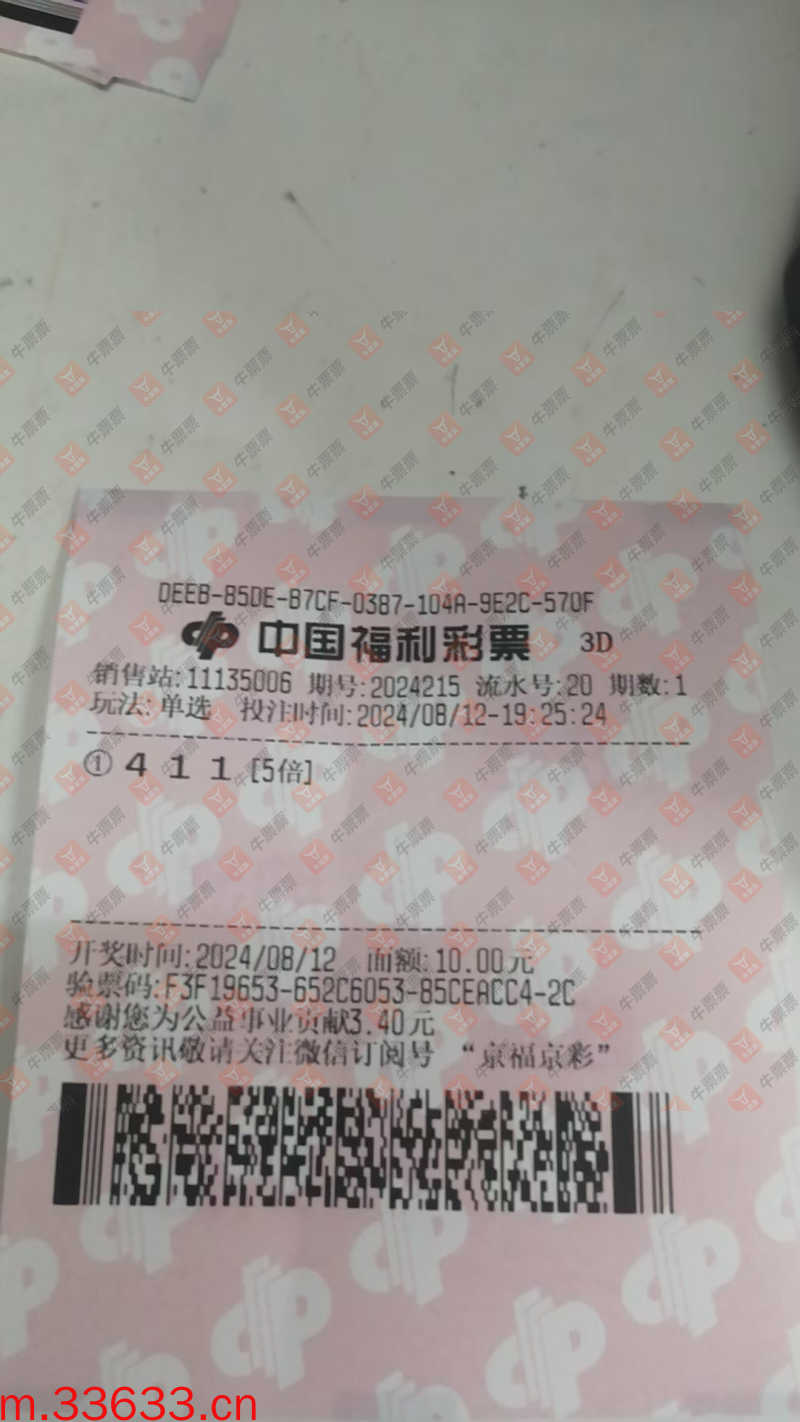 DEEB-85DE-B7CF-0387-104A-9E2C-570F
中国福利彩票 3D
销售站:11135006 期号:2024215 流水号:20 期数:1
玩法:单选 投注时间:2024/08/12-19:25:24
① 4 1 1 [5倍]
开奖时间:2024/08/12 面额:10.00元
验票码:F3F19653-652C6053-85CEACC4-2C
感谢您为公益事业贡献3.40元
更多资讯敬请关注微信订阅号 “京福京彩”
牛票票
m.33633.cn